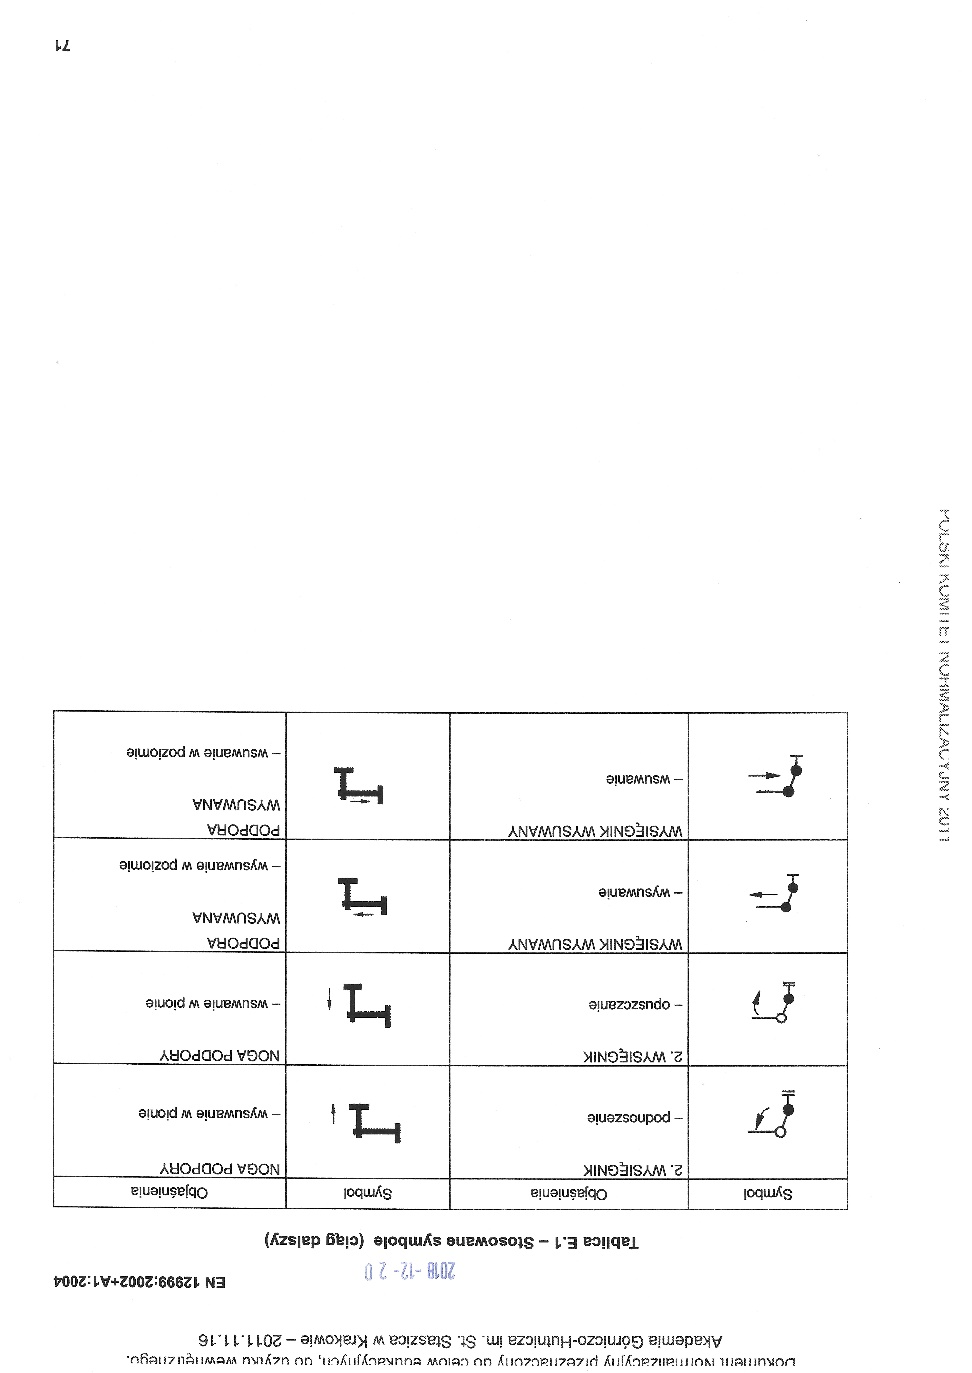 Dokument Normalizacyjny przeznaczony do celów edukacyjnych, do użytku wewnętrznego.
Akademia Górniczo-Hutnicza im. St. Staszica w Krakowie – 2011.11.16
2018 -12- 20
EN 12999:2002+A1:2004
Tablica E.1 – Stosowane symbole (ciąg dalszy)
Symbol Objaśnienia Symbol Objaśnienia
2. WYSIĘGNIK
– podnoszenie
NOGA PODPORY
– wysuwanie w pionie
2. WYSIĘGNIK
– opuszczanie
NOGA PODPORY
– wsuwanie w pionie
WYSIĘGNIK WYSUWANY
– wysuwanie
PODPORA
WYSUWANA
– wysuwanie w poziomie
WYSIĘGNIK WYSUWANY
– wsuwanie
PODPORA
WYSUWANA
– wsuwanie w poziomie
POLSKI KOMITET NORMALIZACYJNY 2011
71